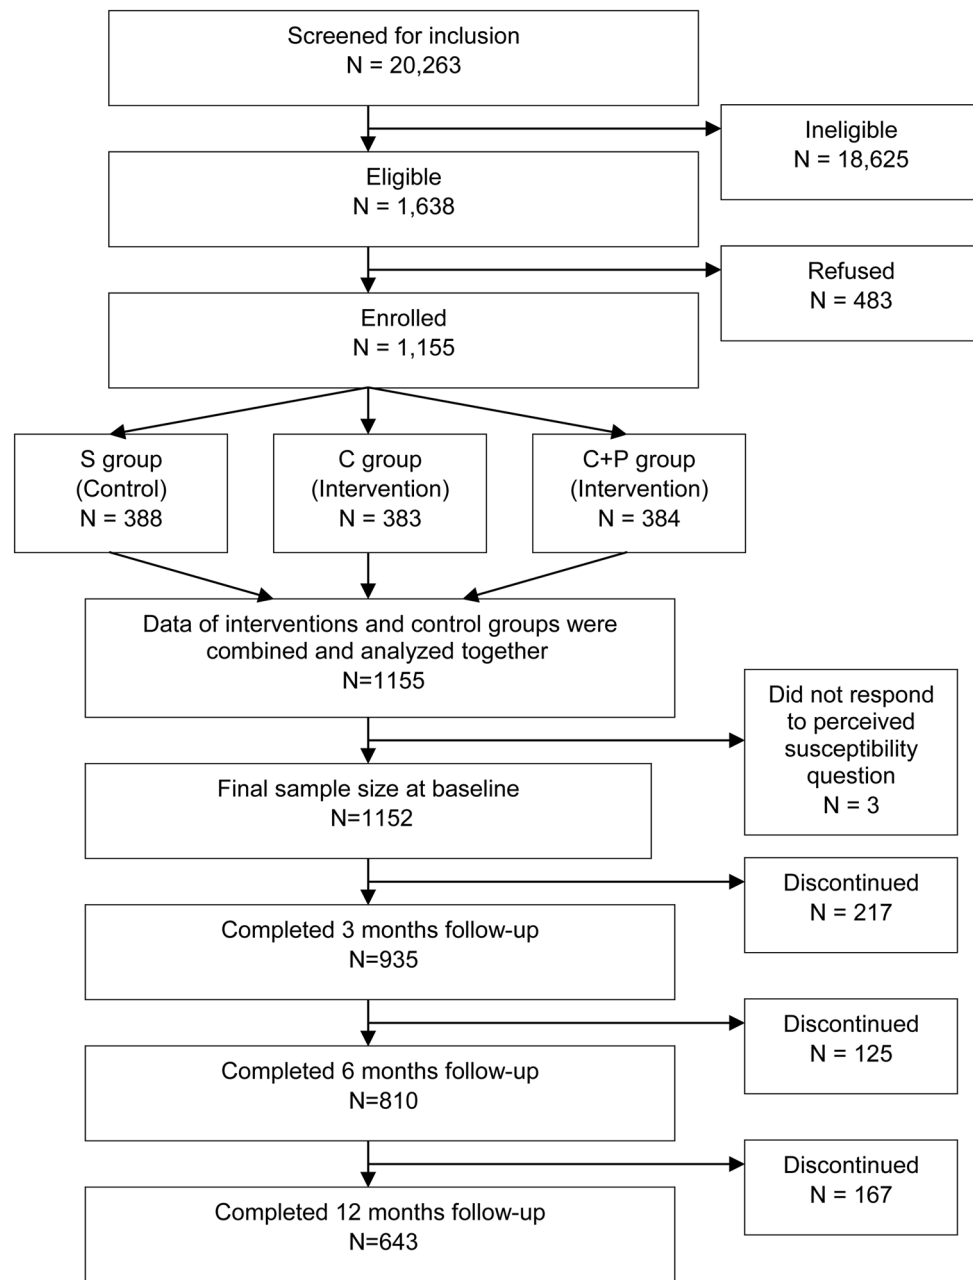 Screened for inclusion
N = 20,263
Ineligible
N = 18,625
Eligible
N = 1,638
Refused
N = 483
Enrolled
N = 1,155
S group
(Control)
N = 388
C group
(Intervention)
N = 383
C+P group
(Intervention)
N = 384
Data of interventions and control groups were
combined and analyzed together
N=1155
Did not respond
to perceived
susceptibility
question
N = 3
Final sample size at baseline
N=1152
Discontinued
N = 217
Completed 3 months follow-up
N=935
Discontinued
N = 125
Completed 6 months follow-up
N=810
Discontinued
N = 167
Completed 12 months follow-up
N=643